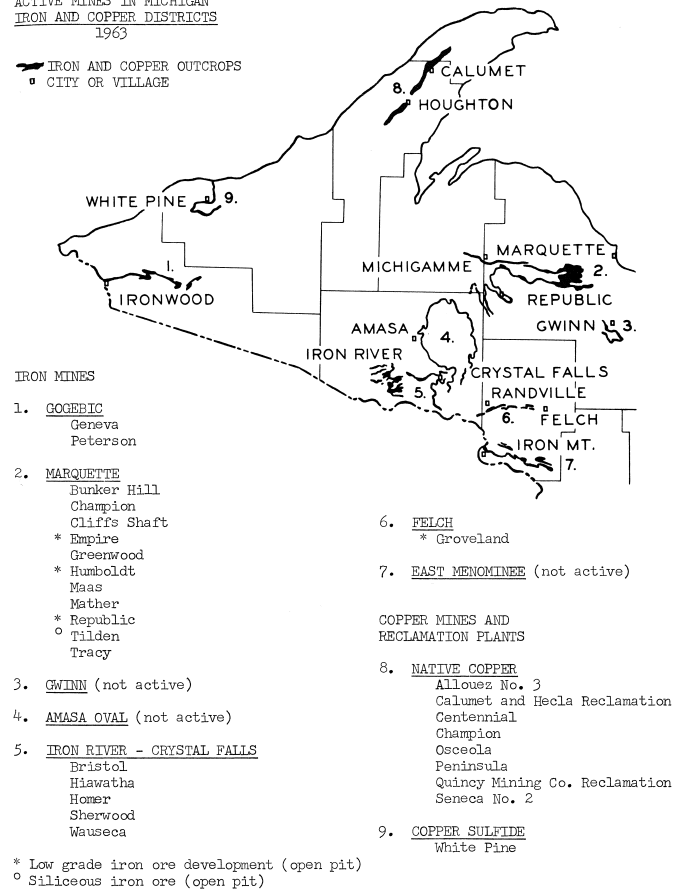 ACTIVE MINES IN MICHIGAN
IRON AND COPPER DISTRICTS
1963
IRON AND COPPER OUTCROPS
CITY OR VILLAGE
CALUMET
8.
HOUGHTON
WHITE PINE
9.
1.
IRONWOOD
MARQUETTE
MICHIGAMME
2.
REPUBLIC
GWINN
3.
AMASA
4.
IRON RIVER
CRYSTAL FALLS
5.
RANDVILLE
6.
FELCH
IRON MT.
7.
IRON MINES
1. GOGEBIC
Geneva
Peterson
2. MARQUETTE
Bunker Hill
Champion
Cliffs Shaft
* Empire
Greenwood
* Humboldt
Maas
Mather
* Republic
o Tilden
Tracy
3. GWINN (not active)
4. AMASA OVAL (not active)
5. IRON RIVER - CRYSTAL FALLS
Bristol
Hiawatha
Homer
Sherwood
Wauseca
* Low grade iron ore development (open pit)
o Siliceous iron ore (open pit)
6. FELCH
* Groveland
7. EAST MENOMINEE (not active)
COPPER MINES AND
RECLAMATION PLANTS
8. NATIVE COPPER
Allouez No. 3
Calumet and Hecla Reclamation
Centennial
Champion
Osceola
Peninsula
Quincy Mining Co. Reclamation
Seneca No. 2
9. COPPER SULFIDE
White Pine